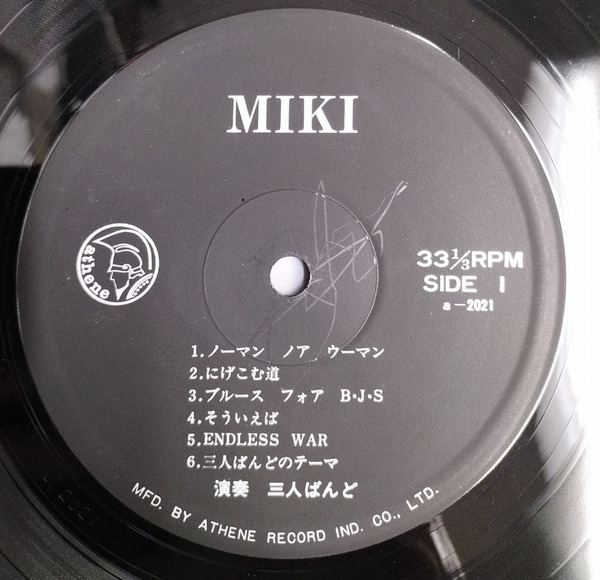 MIKI
athene
33⅓RPM
SIDE 1
a-2021
1.ノーマン ノア ウーマン
2.にげこむ道
3.ブルース フォア B・J・S
4.そういえば
5.ENDLESS WAR
6.三人ばんどのテーマ
演奏 三人ばんど
MFD. BY ATHENE RECORD IND. CO., LTD.